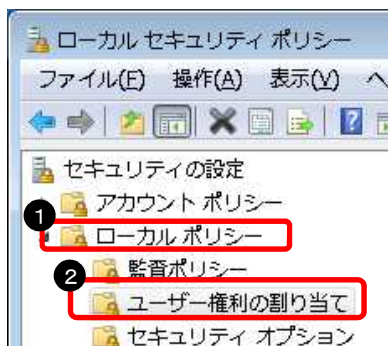 ローカル セキュリティ ポリシー
ファイル(F) 操作(A) 表示(V) ヘ
セキュリティの設定
アカウント ポリシー
1 ローカル ポリシー
監査ポリシー
2 ユーザー権利の割り当て
セキュリティ オプション